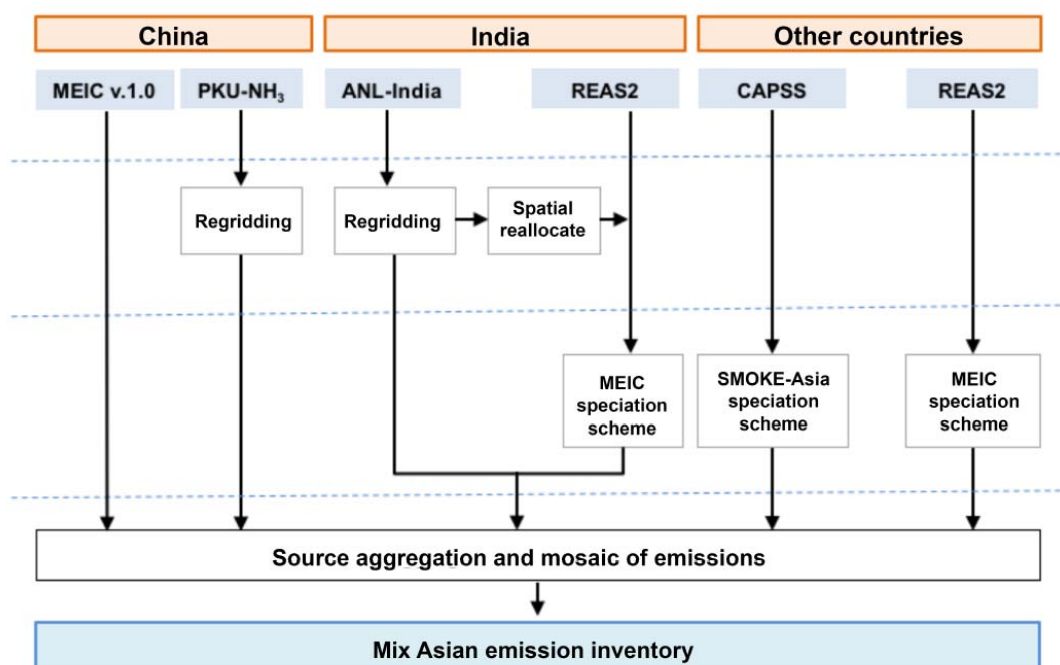 China
India
Other countries
MEIC v.1.0
PKU-NH₃
ANL-India
REAS2
CAPSS
REAS2
Regridding
Regridding
Spatial
reallocate
MEIC
speciation
scheme
SMOKE-Asia
speciation
scheme
MEIC
speciation
scheme
Source aggregation and mosaic of emissions
Mix Asian emission inventory